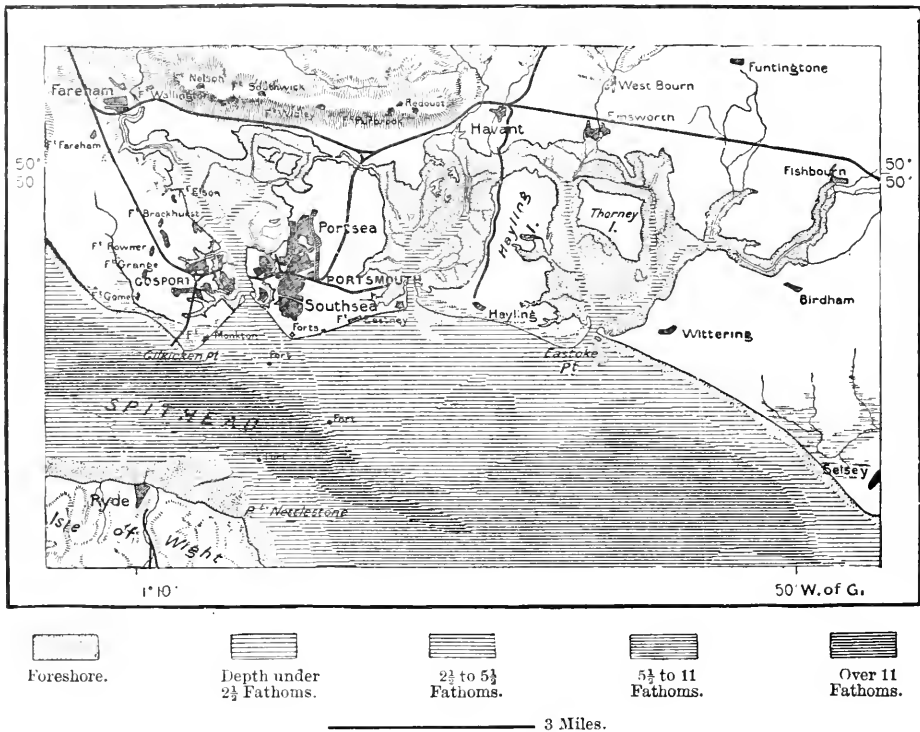 Funtingtone
Nelson
Southwick
West Bourn
Fareham
Ft Wallington
Redoubt
Ft Widley
Ft Purbrook
Havant
Emsworth
Ft Fareham
50°
50
50°
50
Fishbourn
Ft Elson
Ft Brockhurst
Portsea
Hayling
I.
Thorney
I.
Ft Rowner
Ft Grange
GOSPORT
PORTSMOUTH
Birdham
Ft Gomer
Southsea
Ft Eastney
Hayling
Ft Monkton
Forts
Wittering
Gilkicken Pt
Fort
Eastoke
Pt
SPITHEAD
Fort
Fort
Selsey
Ryde
Pt Nettlestone
Isle of Wight
1°10'
50' W. of G.
Foreshore.
Depth under
2½ Fathoms.
2½ to 5½
Fathoms.
5½ to 11
Fathoms.
Over 11
Fathoms.
3 Miles.